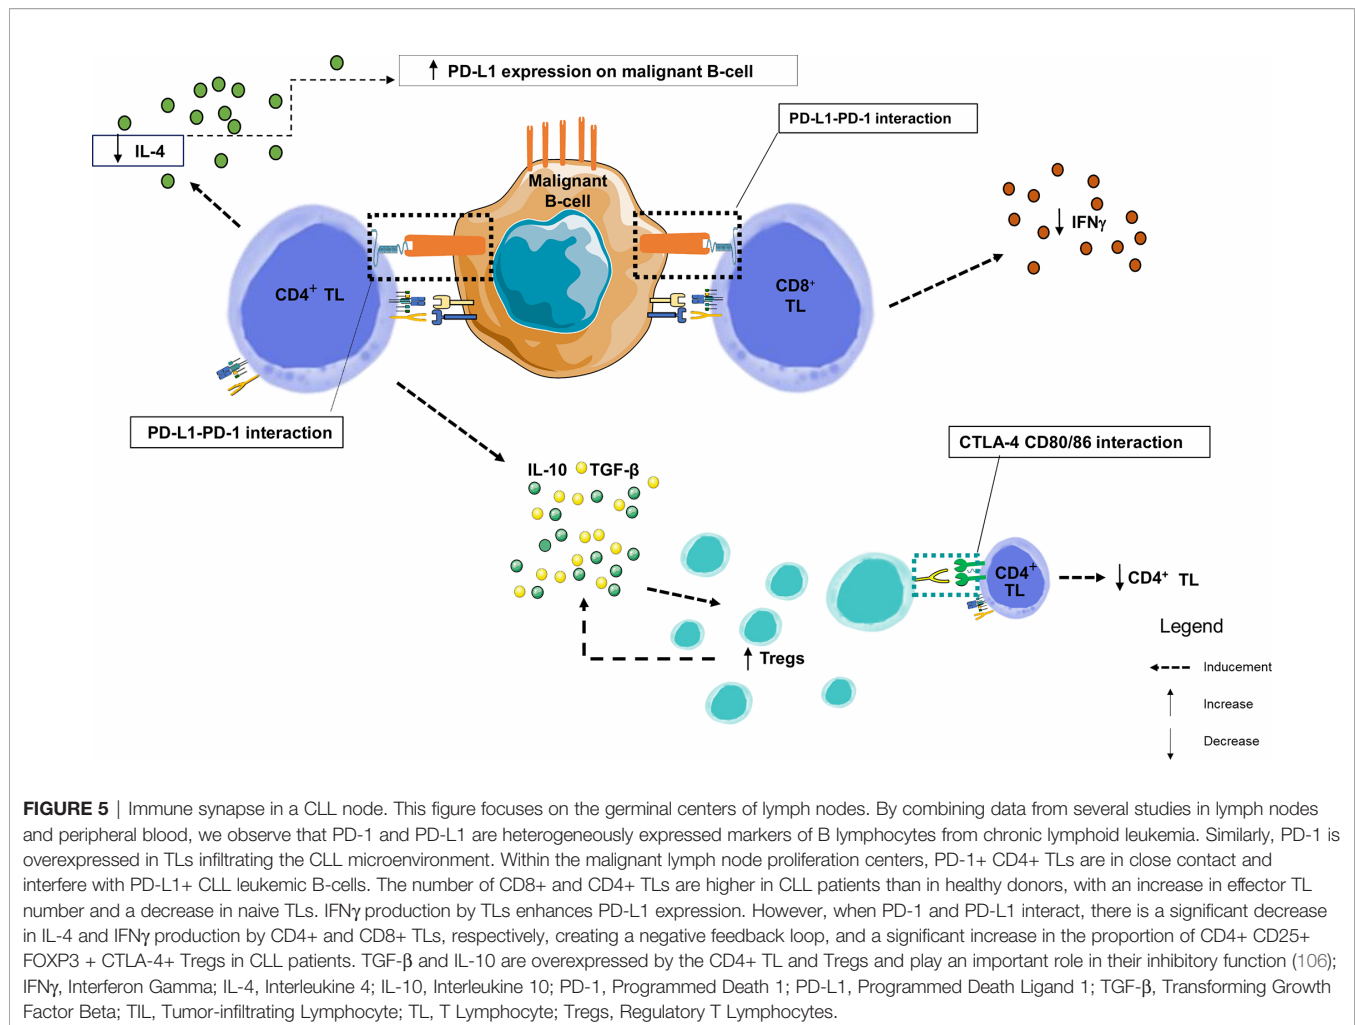 ↑ PD-L1 expression on malignant B-cell
PD-L1-PD-1 interaction
↓ IL-4
Malignant
B-cell
↓ IFNγ
CD4+ TL
CD8+
TL
PD-L1-PD-1 interaction
CTLA-4 CD80/86 interaction
IL-10 TGF-β
CD4+
TL
↓ CD4+ TL
↑ Tregs
Legend
Inducement
Increase
Decrease
FIGURE 5 | Immune synapse in a CLL node. This figure focuses on the germinal centers of lymph nodes. By combining data from several studies in lymph nodes
and peripheral blood, we observe that PD-1 and PD-L1 are heterogeneously expressed markers of B lymphocytes from chronic lymphoid leukemia. Similarly, PD-1 is
overexpressed in TLs infiltrating the CLL microenvironment. Within the malignant lymph node proliferation centers, PD-1+ CD4+ TLs are in close contact and
interfere with PD-L1+ CLL leukemic B-cells. The number of CD8+ and CD4+ TLs are higher in CLL patients than in healthy donors, with an increase in effector TL
number and a decrease in naive TLs. IFNγ production by TLs enhances PD-L1 expression. However, when PD-1 and PD-L1 interact, there is a significant decrease
in IL-4 and IFNγ production by CD4+ and CD8+ TLs, respectively, creating a negative feedback loop, and a significant increase in the proportion of CD4+ CD25+
FOXP3 + CTLA-4+ Tregs in CLL patients. TGF-β and IL-10 are overexpressed by the CD4+ TL and Tregs and play an important role in their inhibitory function (106);
IFNγ, Interferon Gamma; IL-4, Interleukine 4; IL-10, Interleukine 10; PD-1, Programmed Death 1; PD-L1, Programmed Death Ligand 1; TGF-β, Transforming Growth
Factor Beta; TIL, Tumor-infiltrating Lymphocyte; TL, T Lymphocyte; Tregs, Regulatory T Lymphocytes.